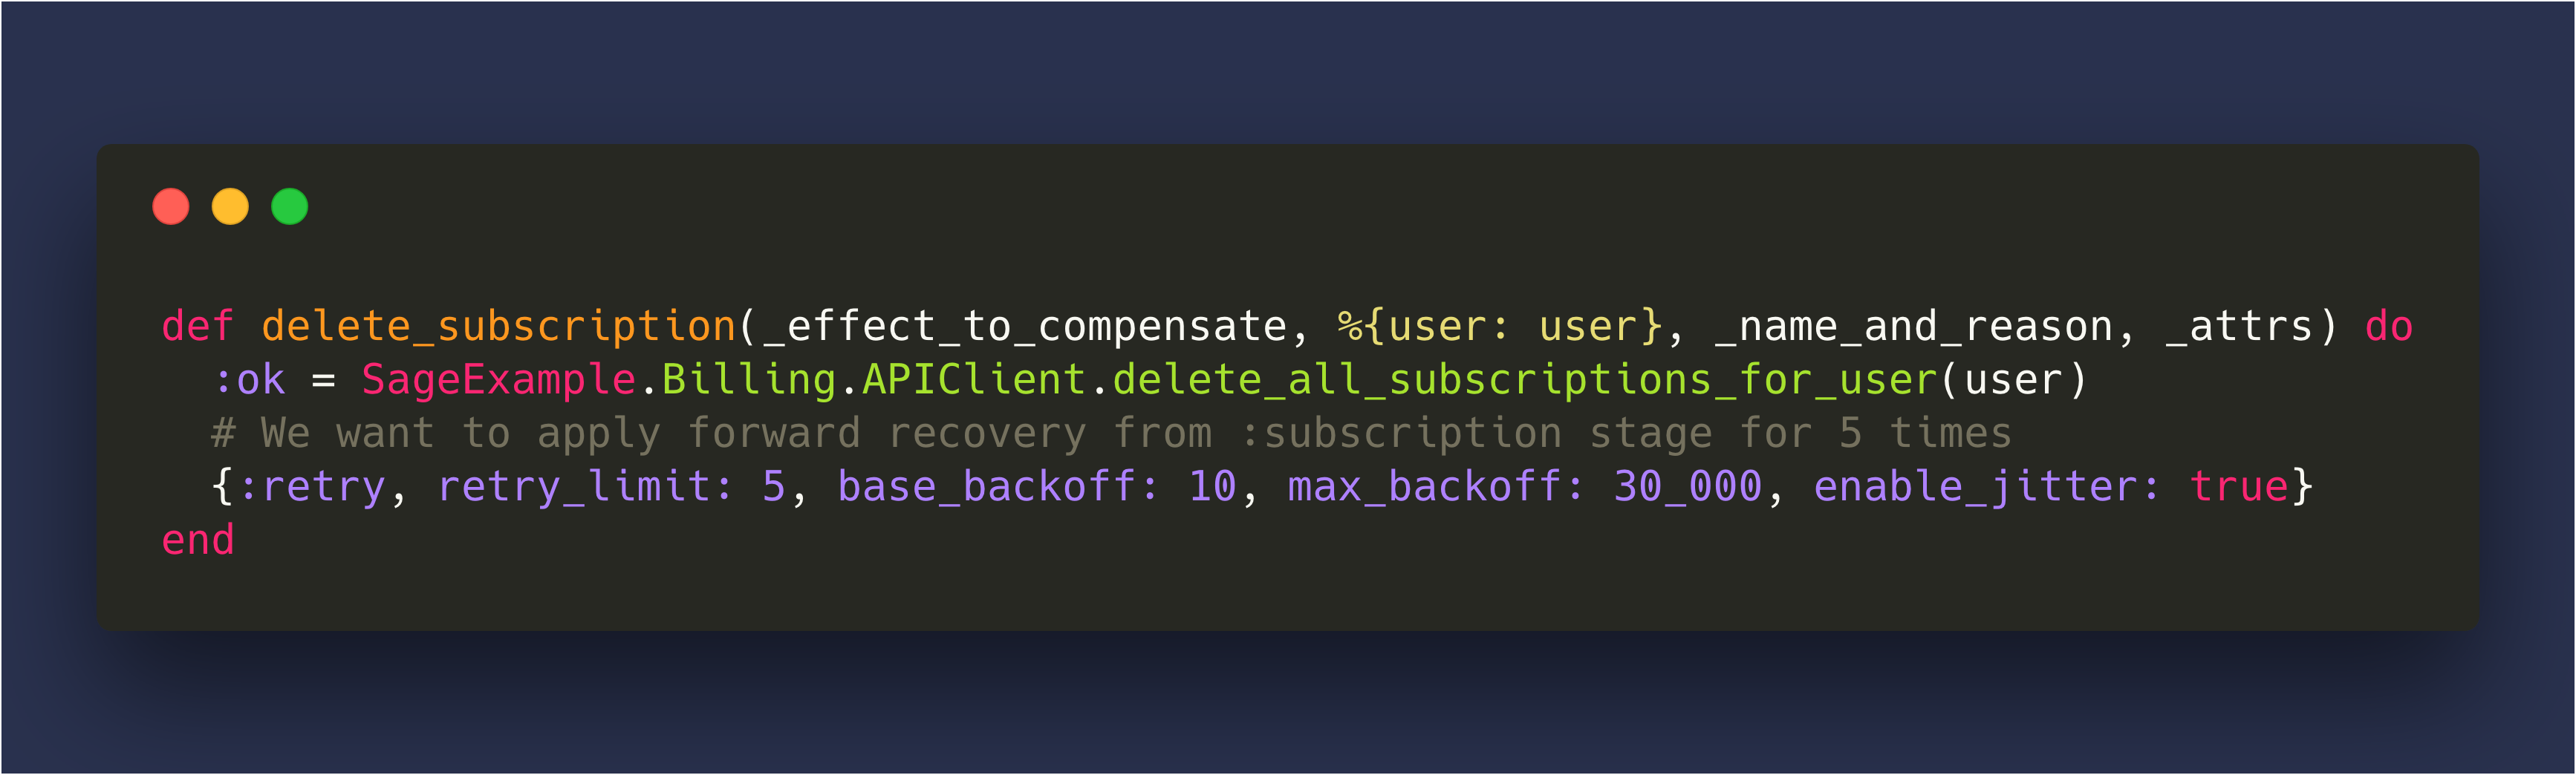 def delete_subscription(_effect_to_compensate, %{user: user}, _name_and_reason, _attrs) do
  :ok = SageExample.Billing.APIClient.delete_all_subscriptions_for_user(user)
  # We want to apply forward recovery from :subscription stage for 5 times
  {:retry, retry_limit: 5, base_backoff: 10, max_backoff: 30_000, enable_jitter: true}
end